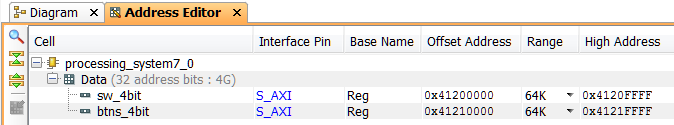 Diagram × Address Editor ×
Cell Interface Pin Base Name Offset Address Range High Address
processing_system7_0
Data (32 address bits : 4G)
sw_4bit S_AXI Reg 0x41200000 64K 0x4120FFFF
btns_4bit S_AXI Reg 0x41210000 64K 0x4121FFFF